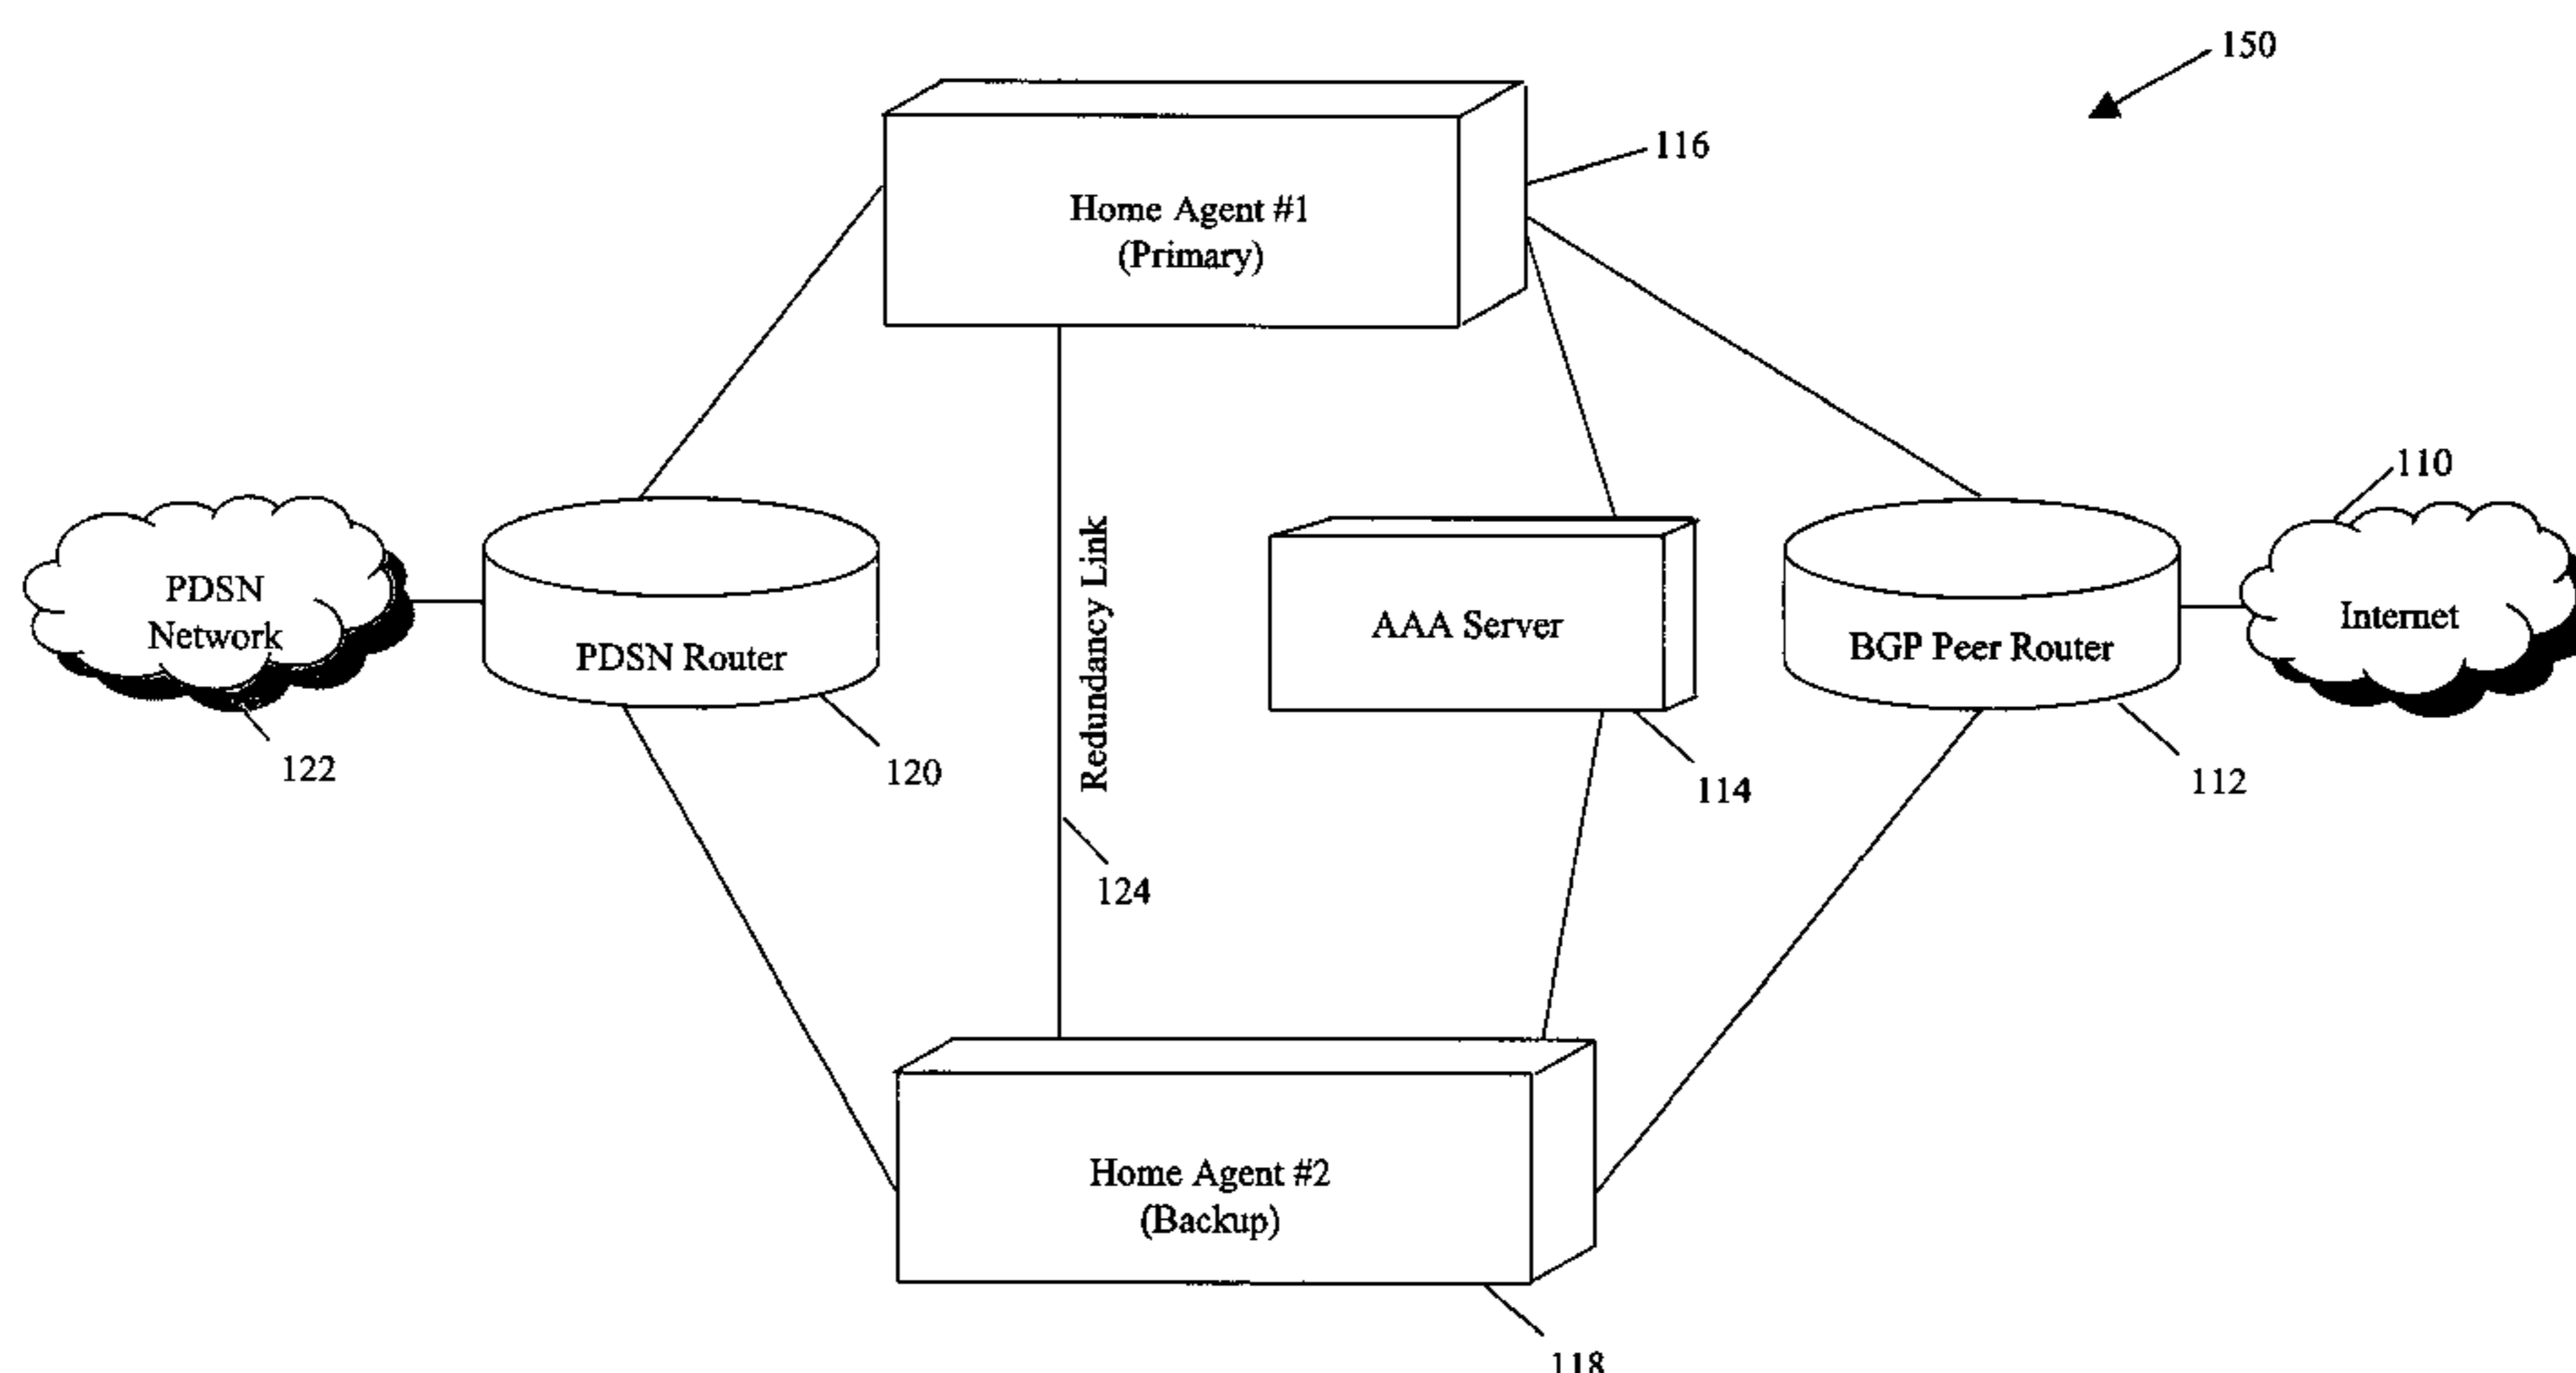 150
116
Home Agent #1
(Primary)
110
PDSN
Network
PDSN Router
Redundancy Link
AAA Server
BGP Peer Router
Internet
122
120
114
112
124
Home Agent #2
(Backup)
118